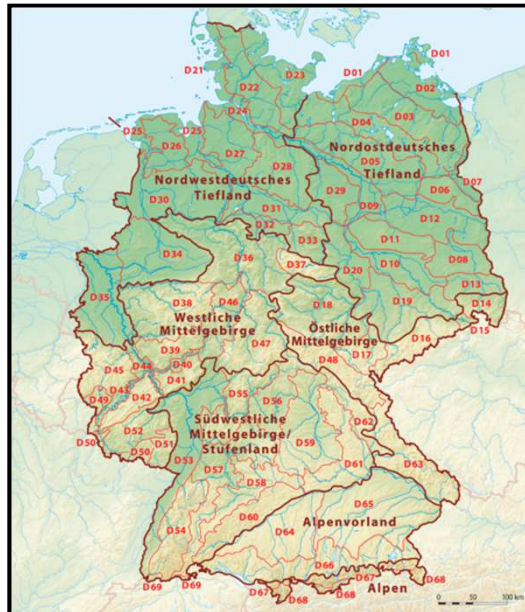 D01
D21
D23
D01
D22
D02
D24
D03
D25
D25
D04
D26
D27
Nordostdeutsches
Tiefland
D05
D28
Nordwestdeutsches
Tiefland
D06
D07
D29
D09
D30
D31
D12
D32
D33
D11
D34
D36
D37
D20
D10
D08
D35
D13
D38
D46
D18
D19
D14
Westliche
Mittelgebirge
Östliche
Mittelgebirge
D15
D16
D39
D47
D48
D17
D45
D44
D40
D43
D41
D49
D42
D55
D56
D52
Südwestliche
Mittelgebirge/
Stufenland
D62
D50
D51
D50
D53
D59
D57
D61
D63
D58
D60
D65
D54
D64
Alpenvorland
D66
D69
D69
D67
D68
D67
D68
Alpen
D68
0 50 100 km